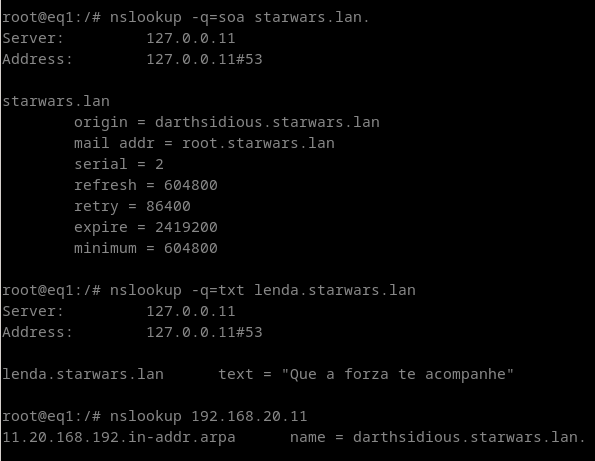 root@eq1:/# nslookup -q=soa starwars.lan.
Server:         127.0.0.11
Address:        127.0.0.11#53

starwars.lan
        origin = darthsidious.starwars.lan
        mail addr = root.starwars.lan
        serial = 2
        refresh = 604800
        retry = 86400
        expire = 2419200
        minimum = 604800

root@eq1:/# nslookup -q=txt lenda.starwars.lan
Server:         127.0.0.11
Address:        127.0.0.11#53

lenda.starwars.lan      text = "Que a forza te acompanhe"

root@eq1:/# nslookup 192.168.20.11
11.20.168.192.in-addr.arpa      name = darthsidious.starwars.lan.